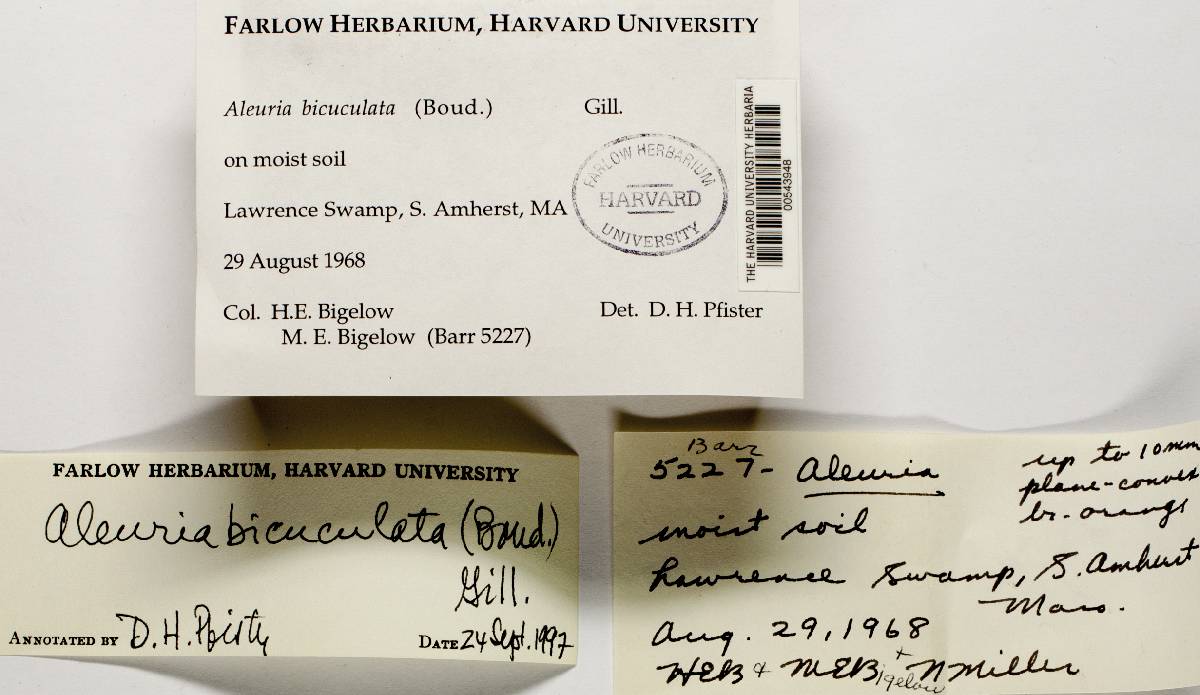 FARLOW HERBARIUM, HARVARD UNIVERSITY
Aleuria bicuculata (Boud.) Gill.
on moist soil
Lawrence Swamp, S. Amherst, MA
29 August 1968
Col. H.E. Bigelow
M. E. Bigelow (Barr 5227)
Det. D. H. Pfister
FARLOW HERBARIUM
HARVARD
UNIVERSITY
THE HARVARD UNIVERSITY HERBARIA
00543948
FARLOW HERBARIUM, HARVARD UNIVERSITY
Aleuria bicuculata (Boud.)
Gill.
ANNOTATED BY D. H. Pfister
DATE 24 Sept. 1997
Barr
5227- Aleuria
up to 10mm
plane-convex
br. orange
moist soil
Lawrence Swamp, S. Amherst
Mass.
Aug. 29, 1968
HEB + MEBigelow + N Miller